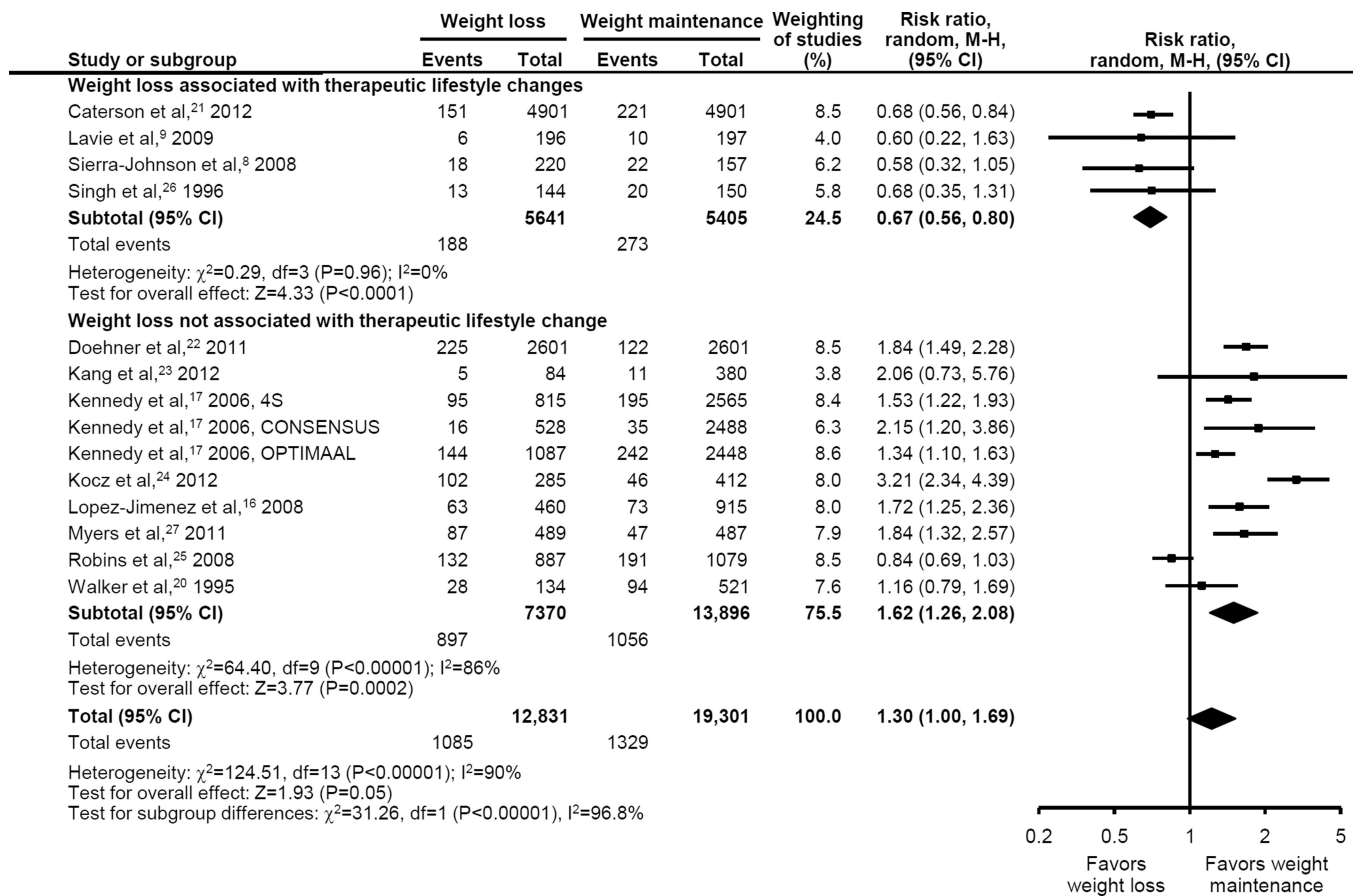 Weight loss Weight maintenance Weighting of studies (%) Risk ratio, random, M-H, (95% CI) Risk ratio, random, M-H, (95% CI)
Study or subgroup Events Total Events Total
Weight loss associated with therapeutic lifestyle changes
Caterson et al,²¹ 2012 151 4901 221 4901 8.5 0.68 (0.56, 0.84)
Lavie et al,⁹ 2009 6 196 10 197 4.0 0.60 (0.22, 1.63)
Sierra-Johnson et al,⁸ 2008 18 220 22 157 6.2 0.58 (0.32, 1.05)
Singh et al,²⁶ 1996 13 144 20 150 5.8 0.68 (0.35, 1.31)
Subtotal (95% CI) 5641 5405 24.5 0.67 (0.56, 0.80)
Total events 188 273
Heterogeneity: χ²=0.29, df=3 (P=0.96); I²=0%
Test for overall effect: Z=4.33 (P<0.0001)
Weight loss not associated with therapeutic lifestyle change
Doehner et al,²² 2011 225 2601 122 2601 8.5 1.84 (1.49, 2.28)
Kang et al,²³ 2012 5 84 11 380 3.8 2.06 (0.73, 5.76)
Kennedy et al,¹⁷ 2006, 4S 95 815 195 2565 8.4 1.53 (1.22, 1.93)
Kennedy et al,¹⁷ 2006, CONSENSUS 16 528 35 2488 6.3 2.15 (1.20, 3.86)
Kennedy et al,¹⁷ 2006, OPTIMAAL 144 1087 242 2448 8.6 1.34 (1.10, 1.63)
Kocz et al,²⁴ 2012 102 285 46 412 8.0 3.21 (2.34, 4.39)
Lopez-Jimenez et al,¹⁶ 2008 63 460 73 915 8.0 1.72 (1.25, 2.36)
Myers et al,²⁷ 2011 87 489 47 487 7.9 1.84 (1.32, 2.57)
Robins et al,²⁵ 2008 132 887 191 1079 8.5 0.84 (0.69, 1.03)
Walker et al,²⁰ 1995 28 134 94 521 7.6 1.16 (0.79, 1.69)
Subtotal (95% CI) 7370 13,896 75.5 1.62 (1.26, 2.08)
Total events 897 1056
Heterogeneity: χ²=64.40, df=9 (P<0.00001); I²=86%
Test for overall effect: Z=3.77 (P=0.0002)
Total (95% CI) 12,831 19,301 100.0 1.30 (1.00, 1.69)
Total events 1085 1329
Heterogeneity: χ²=124.51, df=13 (P<0.00001); I²=90%
Test for overall effect: Z=1.93 (P=0.05)
Test for subgroup differences: χ²=31.26, df=1 (P<0.00001), I²=96.8%
0.2 0.5 1 2 5
Favors weight loss Favors weight maintenance